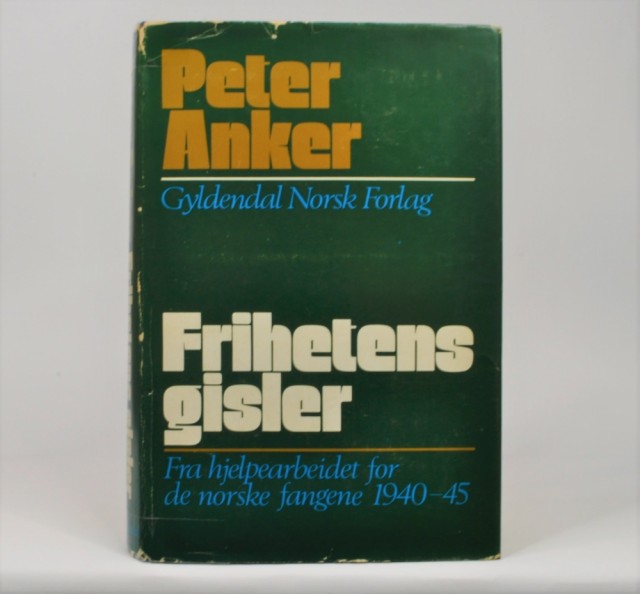 Peter
Anker
Gyldendal Norsk Forlag
Frihetens
gisler
Fra hjelpearbeidet for
de norske fangene 1940-45